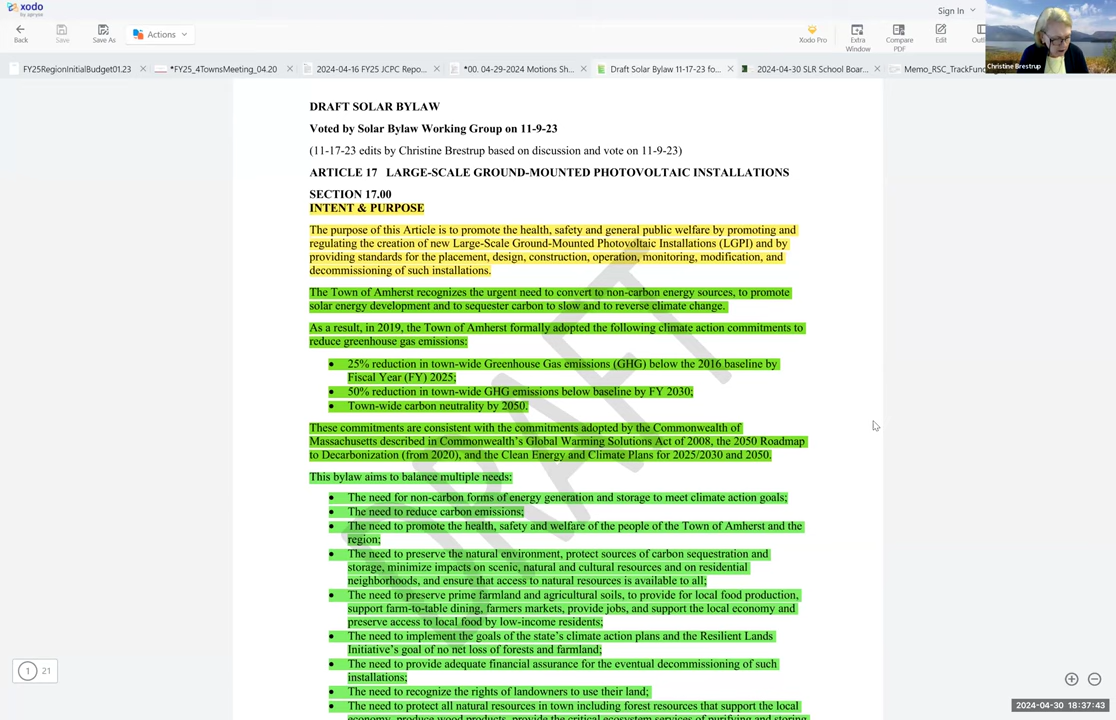 xodo
by apryse
Sign In
Back
Save
Save As
Actions
Xodo Pro
Extra
Window
Compare
PDF
Edit
Christine Brestrup
FY25RegionInitialBudget01.23
*FY25_4TownsMeeting_04.20
2024-04-16 FY25 JCPC Repo...
*00. 04-29-2024 Motions Sh...
Draft Solar Bylaw 11-17-23 fo...
2024-04-30 SLR School Boar...
Memo_RSC_TrackFun
DRAFT SOLAR BYLAW
Voted by Solar Bylaw Working Group on 11-9-23
(11-17-23 edits by Christine Brestrup based on discussion and vote on 11-9-23)
ARTICLE 17 LARGE-SCALE GROUND-MOUNTED PHOTOVOLTAIC INSTALLATIONS
SECTION 17.00
INTENT & PURPOSE
The purpose of this Article is to promote the health, safety and general public welfare by promoting and
regulating the creation of new Large-Scale Ground-Mounted Photovoltaic Installations (LGPI) and by
providing standards for the placement, design, construction, operation, monitoring, modification, and
decommissioning of such installations.
The Town of Amherst recognizes the urgent need to convert to non-carbon energy sources, to promote
solar energy development and to sequester carbon to slow and to reverse climate change.
As a result, in 2019, the Town of Amherst formally adopted the following climate action commitments to
reduce greenhouse gas emissions:
• 25% reduction in town-wide Greenhouse Gas emissions (GHG) below the 2016 baseline by
Fiscal Year (FY) 2025;
• 50% reduction in town-wide GHG emissions below baseline by FY 2030;
• Town-wide carbon neutrality by 2050.
These commitments are consistent with the commitments adopted by the Commonwealth of
Massachusetts described in Commonwealth's Global Warming Solutions Act of 2008, the 2050 Roadmap
to Decarbonization (from 2020), and the Clean Energy and Climate Plans for 2025/2030 and 2050.
This bylaw aims to balance multiple needs:
• The need for non-carbon forms of energy generation and storage to meet climate action goals;
• The need to reduce carbon emissions;
• The need to promote the health, safety and welfare of the people of the Town of Amherst and the
region;
• The need to preserve the natural environment, protect sources of carbon sequestration and
storage, minimize impacts on scenic, natural and cultural resources and on residential
neighborhoods, and ensure that access to natural resources is available to all;
• The need to preserve prime farmland and agricultural soils, to provide for local food production,
support farm-to-table dining, farmers markets, provide jobs, and support the local economy and
preserve access to local food by low-income residents;
• The need to implement the goals of the state's climate action plans and the Resilient Lands
Initiative's goal of no net loss of forests and farmland;
• The need to provide adequate financial assurance for the eventual decommissioning of such
installations;
• The need to recognize the rights of landowners to use their land;
• The need to protect all natural resources in town including forest resources that support the local
economy, produce wood products, provide the critical ecosystem services of purifying and storing
DRAFT
1 21
2024-04-30 18:37:43